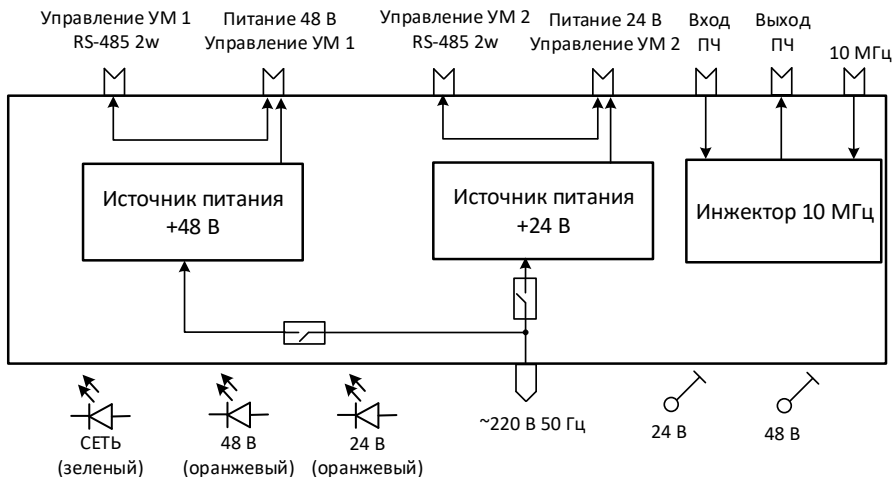 Управление УМ 1
RS-485 2w
Питание 48 В
Управление УМ 1
Управление УМ 2
RS-485 2w
Питание 24 В
Управление УМ 2
Вход
ПЧ
Выход
ПЧ
10 МГц
Источник питания
+48 В
Источник питания
+24 В
Инжектор 10 МГц
СЕТЬ
(зеленый)
48 В
(оранжевый)
24 В
(оранжевый)
~220 В 50 Гц
24 В
48 В